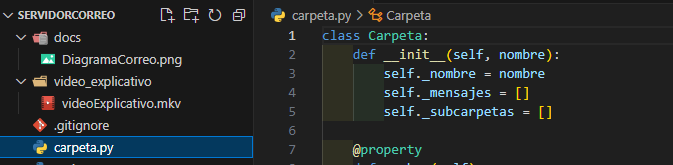 SERVIDORCORREO
docs
DiagramaCorreo.png
video_explicativo
videoExplicativo.mkv
.gitignore
carpeta.py
carpeta.py > Carpeta
1 class Carpeta:
2 def __init__(self, nombre):
3 self._nombre = nombre
4 self._mensajes = []
5 self._subcarpetas = []
6
7 @property